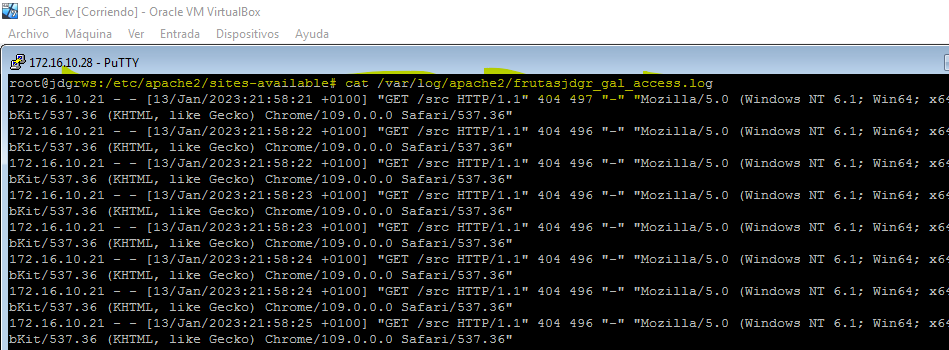 JDGR_dev [Corriendo] - Oracle VM VirtualBox
Archivo Máquina Ver Entrada Dispositivos Ayuda
172.16.10.28 - PuTTY
root@jdgrws:/etc/apache2/sites-available# cat /var/log/apache2/frutasjdgr_gal_access.log
172.16.10.21 - - [13/Jan/2023:21:58:21 +0100] "GET /src HTTP/1.1" 404 497 "-" "Mozilla/5.0 (Windows NT 6.1; Win64; x64
bKit/537.36 (KHTML, like Gecko) Chrome/109.0.0.0 Safari/537.36"
172.16.10.21 - - [13/Jan/2023:21:58:22 +0100] "GET /src HTTP/1.1" 404 496 "-" "Mozilla/5.0 (Windows NT 6.1; Win64; x64
bKit/537.36 (KHTML, like Gecko) Chrome/109.0.0.0 Safari/537.36"
172.16.10.21 - - [13/Jan/2023:21:58:22 +0100] "GET /src HTTP/1.1" 404 496 "-" "Mozilla/5.0 (Windows NT 6.1; Win64; x64
bKit/537.36 (KHTML, like Gecko) Chrome/109.0.0.0 Safari/537.36"
172.16.10.21 - - [13/Jan/2023:21:58:23 +0100] "GET /src HTTP/1.1" 404 496 "-" "Mozilla/5.0 (Windows NT 6.1; Win64; x64
bKit/537.36 (KHTML, like Gecko) Chrome/109.0.0.0 Safari/537.36"
172.16.10.21 - - [13/Jan/2023:21:58:23 +0100] "GET /src HTTP/1.1" 404 496 "-" "Mozilla/5.0 (Windows NT 6.1; Win64; x64
bKit/537.36 (KHTML, like Gecko) Chrome/109.0.0.0 Safari/537.36"
172.16.10.21 - - [13/Jan/2023:21:58:24 +0100] "GET /src HTTP/1.1" 404 496 "-" "Mozilla/5.0 (Windows NT 6.1; Win64; x64
bKit/537.36 (KHTML, like Gecko) Chrome/109.0.0.0 Safari/537.36"
172.16.10.21 - - [13/Jan/2023:21:58:24 +0100] "GET /src HTTP/1.1" 404 496 "-" "Mozilla/5.0 (Windows NT 6.1; Win64; x64
bKit/537.36 (KHTML, like Gecko) Chrome/109.0.0.0 Safari/537.36"
172.16.10.21 - - [13/Jan/2023:21:58:25 +0100] "GET /src HTTP/1.1" 404 496 "-" "Mozilla/5.0 (Windows NT 6.1; Win64; x64
bKit/537.36 (KHTML, like Gecko) Chrome/109.0.0.0 Safari/537.36"